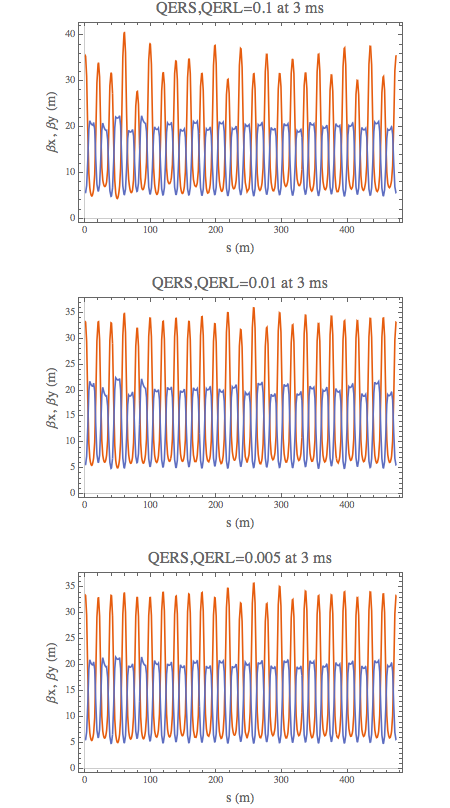 QERS,QERL=0.1 at 3 ms
40
30
20
10
0
βx, βy (m)
0 100 200 300 400
s (m)
QERS,QERL=0.01 at 3 ms
35
30
25
20
15
10
5
0
βx, βy (m)
0 100 200 300 400
s (m)
QERS,QERL=0.005 at 3 ms
35
30
25
20
15
10
5
0
βx, βy (m)
0 100 200 300 400
s (m)